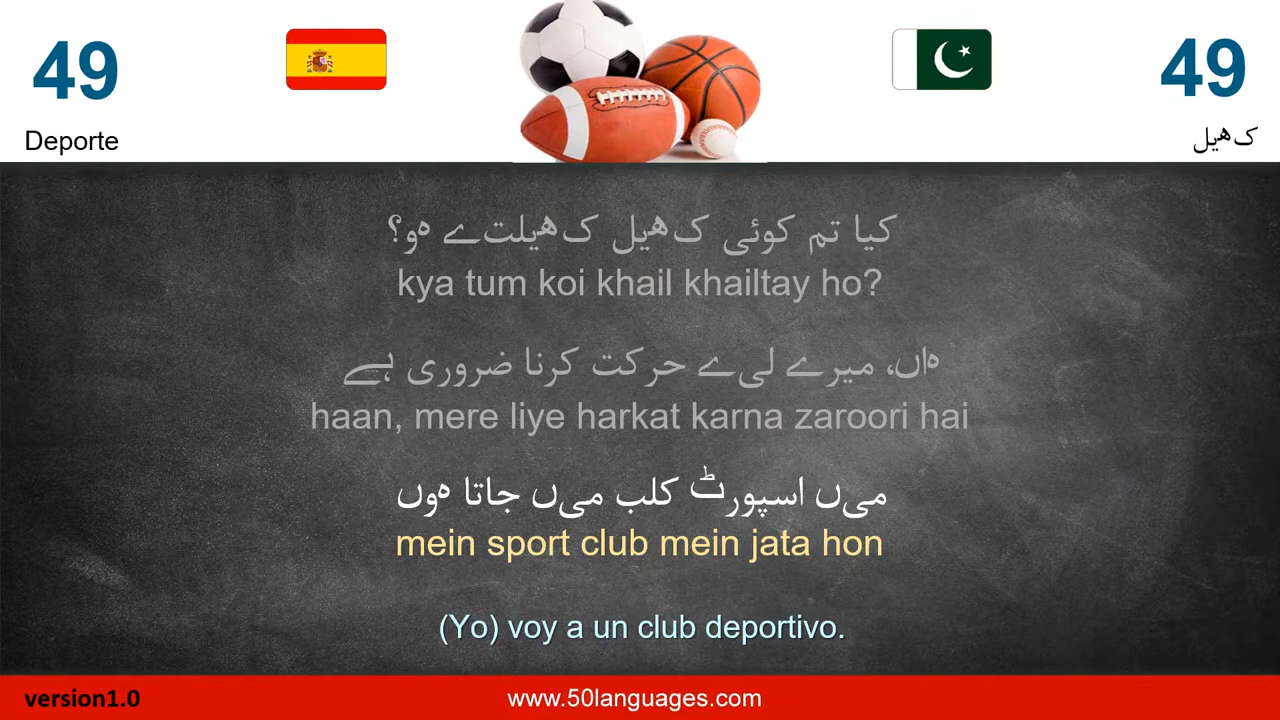 49
49
Deporte
کھیل
کیا تم کوئی کھیل کھیلتے ہو؟
kya tum koi khail khailtay ho?
ہاں، میرے لیے حرکت کرنا ضروری ہے
haan, mere liye harkat karna zaroori hai
میں اسپورٹ کلب میں جاتا ہوں
mein sport club mein jata hon
(Yo) voy a un club deportivo.
version1.0
www.50languages.com